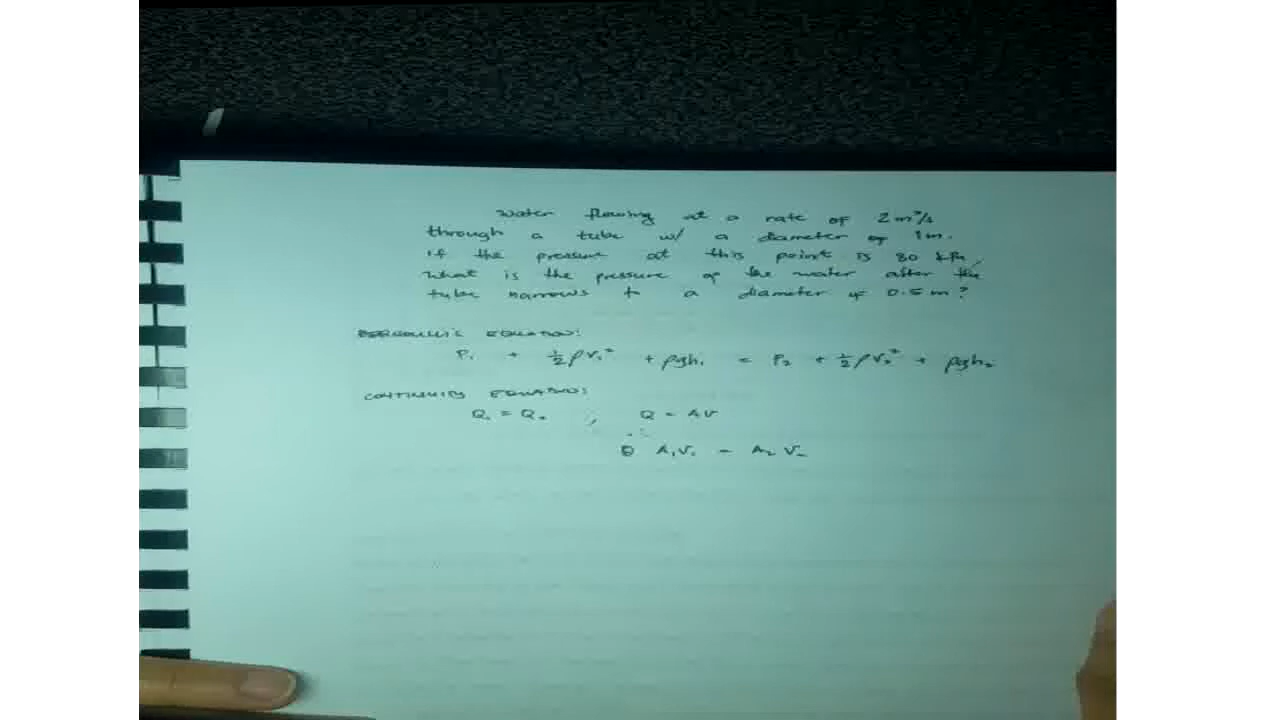 Water flowing at a rate of 2 m³/s
through a tube w/ a diameter of 1m.
If the pressure at this point is 80 kPa,
what is the pressure of the water after the
tube narrows to a diameter of 0.5 m?
BERNOULLI'S EQUATION:
P₁ + ½ρv₁² + ρgh₁ = P₂ + ½ρv₂² + ρgh₂
CONTINUITY EQUATION:
Q₁ = Q₂ , Q = AV
∴
A₁V₁ = A₂V₂